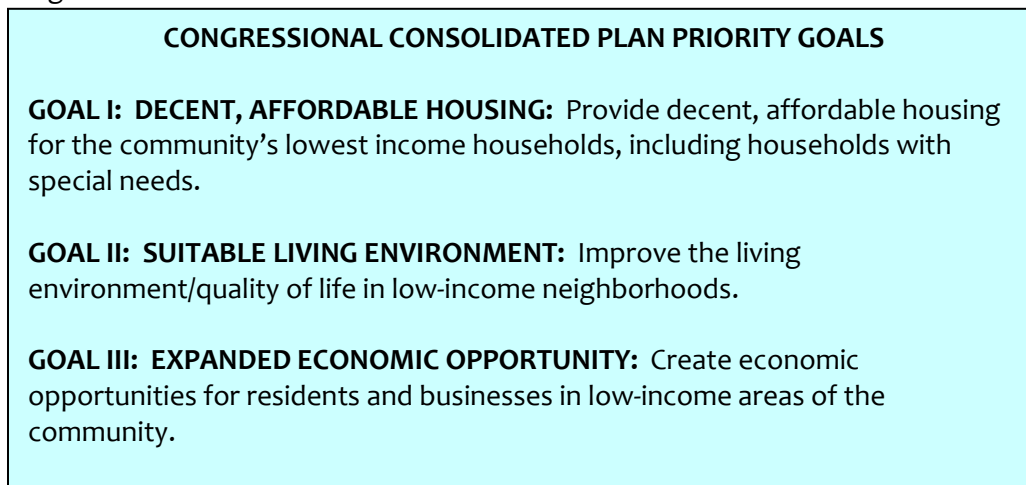 CONGRESSIONAL CONSOLIDATED PLAN PRIORITY GOALS
GOAL I:  DECENT, AFFORDABLE HOUSING:  Provide decent, affordable housing
for the community’s lowest income households, including households with
special needs.
GOAL II:  SUITABLE LIVING ENVIRONMENT:  Improve the living
environment/quality of life in low-income neighborhoods.
GOAL III:  EXPANDED ECONOMIC OPPORTUNITY:  Create economic
opportunities for residents and businesses in low-income areas of the
community.